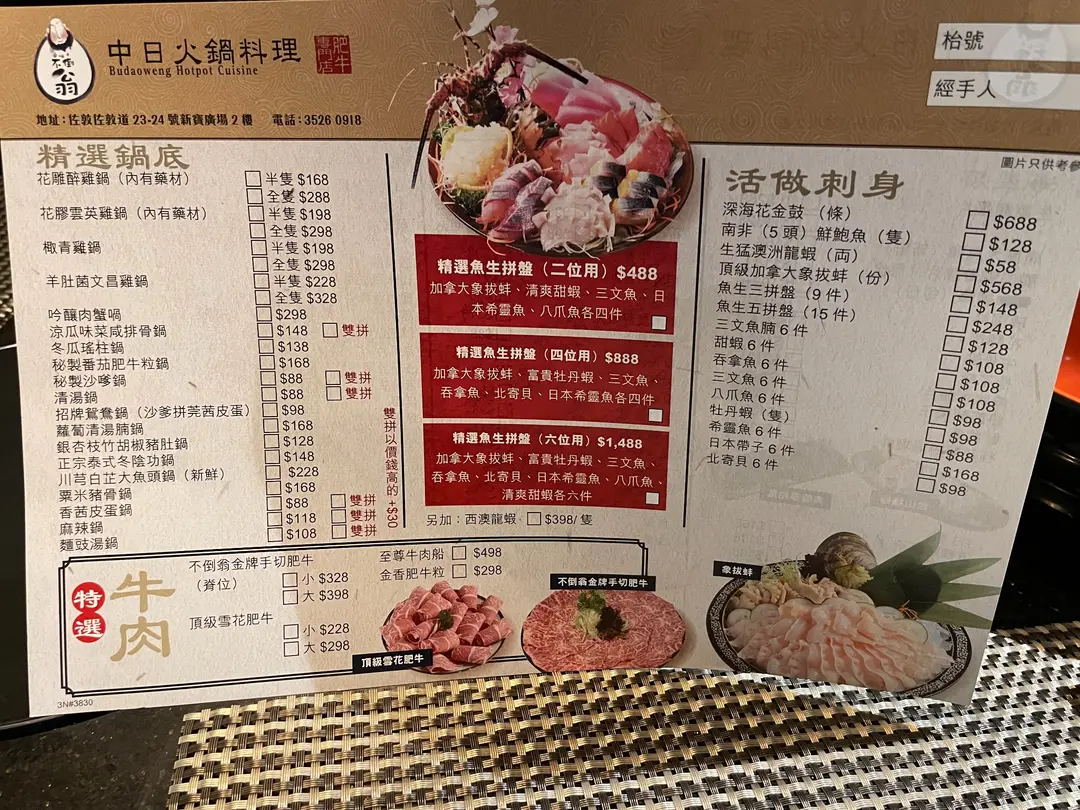 不倒翁
中日火鍋料理
肥牛專門店
Budaoweng Hotpot Cuisine
地址:佐敦佐敦道 23-24 號新寶廣場 2 樓 電話:3526 0918
枱號
經手人
圖片只供考參
精選鍋底
花雕醉雞鍋(內有藥材) 半隻 $168
全隻 $288
花膠雲英雞鍋(內有藥材) 半隻 $198
全隻 $298
欖青雞鍋 半隻 $198
全隻 $298
羊肚菌文昌雞鍋 半隻 $228
全隻 $328
吟釀肉蟹喎 $298
涼瓜味菜咸排骨鍋 $148 雙拼
冬瓜瑤柱鍋 $138
秘製番茄肥牛粒鍋 $168
秘製沙爹鍋 $88 雙拼
清湯鍋 $88 雙拼
招牌鴛鴦鍋(沙爹拼芫茜皮蛋) $98
蘿蔔清湯腩鍋 $168
銀杏枝竹胡椒豬肚鍋 $128
正宗泰式冬陰功鍋 $148
川芎白芷大魚頭鍋(新鮮) $228
粟米豬骨鍋 $168
香茜皮蛋鍋 $88 雙拼
麻辣鍋 $118 雙拼
麵豉湯鍋 $108 雙拼
雙拼以價錢高的 +$30
精選魚生拼盤(二位用)$488
加拿大象拔蚌、清爽甜蝦、三文魚、日
本希靈魚、八爪魚各四件
精選魚生拼盤(四位用)$888
加拿大象拔蚌、富貴牡丹蝦、三文魚、
吞拿魚、北寄貝、日本希靈魚各四件
精選魚生拼盤(六位用)$1,488
加拿大象拔蚌、富貴牡丹蝦、三文魚、
吞拿魚、北寄貝、日本希靈魚、八爪魚、
清爽甜蝦各六件
另加:西澳龍蝦、 $398/ 隻
活做刺身
深海花金鼓 (條) $688
南非(5 頭)鮮鮑魚(隻) $128
生猛澳洲龍蝦(両) $58
頂級加拿大象拔蚌(份) $568
魚生三拼盤(9 件) $148
魚生五拼盤(15 件) $248
三文魚腩 6 件 $128
甜蝦 6 件 $108
吞拿魚 6 件 $108
三文魚 6 件 $108
八爪魚 6 件 $98
牡丹蝦(隻) $98
希靈魚 6 件 $88
日本帶子 6 件 $168
北寄貝 6 件 $98
特選
牛肉
不倒翁金牌手切肥牛
(脊位) 小 $328
大 $398
頂級雪花肥牛
小 $228
大 $298
至尊牛肉船 $498
金香肥牛粒 $298
頂級雪花肥牛
不倒翁金牌手切肥牛
象拔蚌
3N#3830